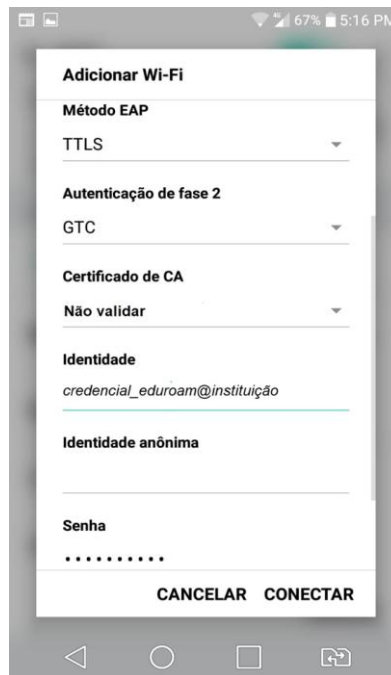 67% 5:16 PM
Adicionar Wi-Fi
Método EAP
TTLS
Autenticação de fase 2
GTC
Certificado de CA
Não validar
Identidade
credencial_eduroam@instituição
Identidade anônima
Senha
••••••••••
CANCELAR CONECTAR